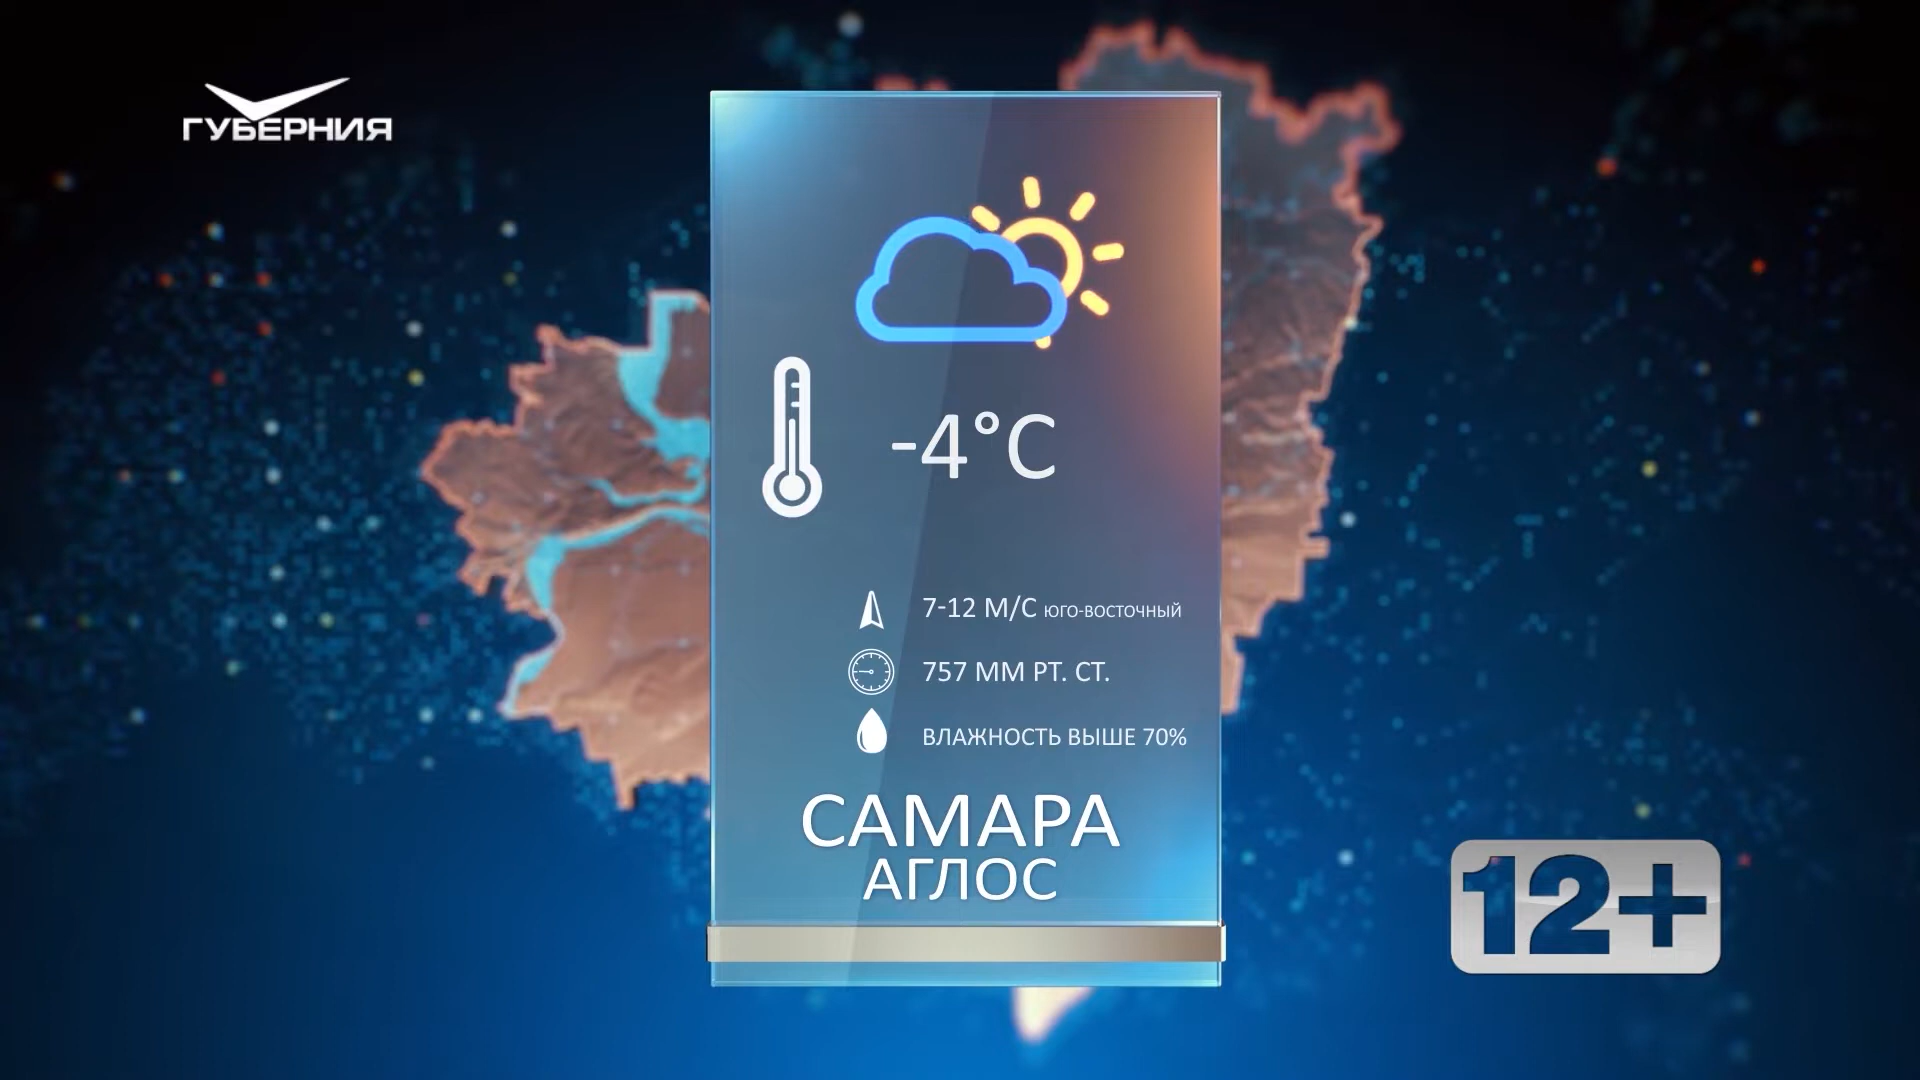 ГУБЕРНИЯ
-4°C
7-12 М/С юго-восточный
757 ММ РТ. СТ.
ВЛАЖНОСТЬ ВЫШЕ 70%
САМАРА
АГЛОС
12+